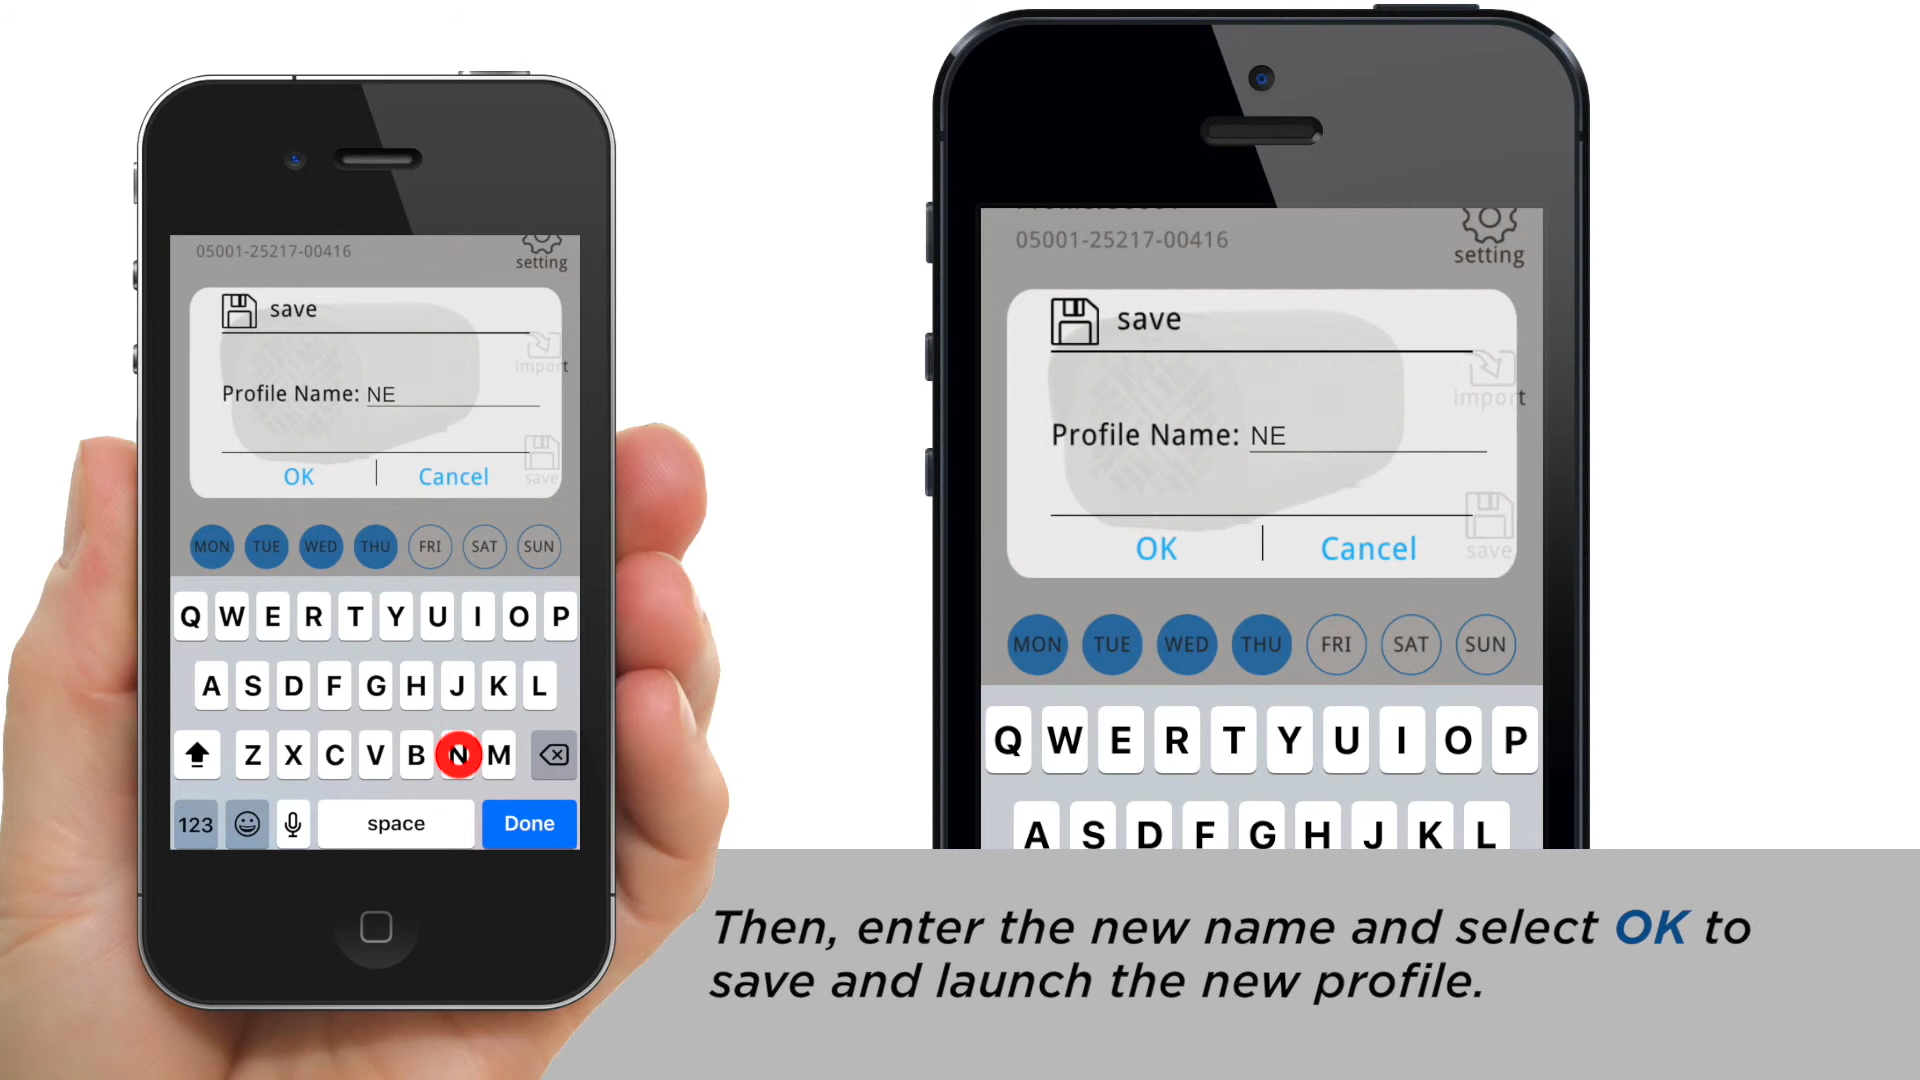 05001-25217-00416
setting
save
import
Profile Name: NE
save
OK
Cancel
MON TUE WED THU FRI SAT SUN
Q W E R T Y U I O P
A S D F G H J K L
Z X C V B N M
123 space Done
05001-25217-00416
setting
save
import
Profile Name: NE
save
OK
Cancel
MON TUE WED THU FRI SAT SUN
Q W E R T Y U I O P
A S D F G H J K L
Then, enter the new name and select OK to
save and launch the new profile.